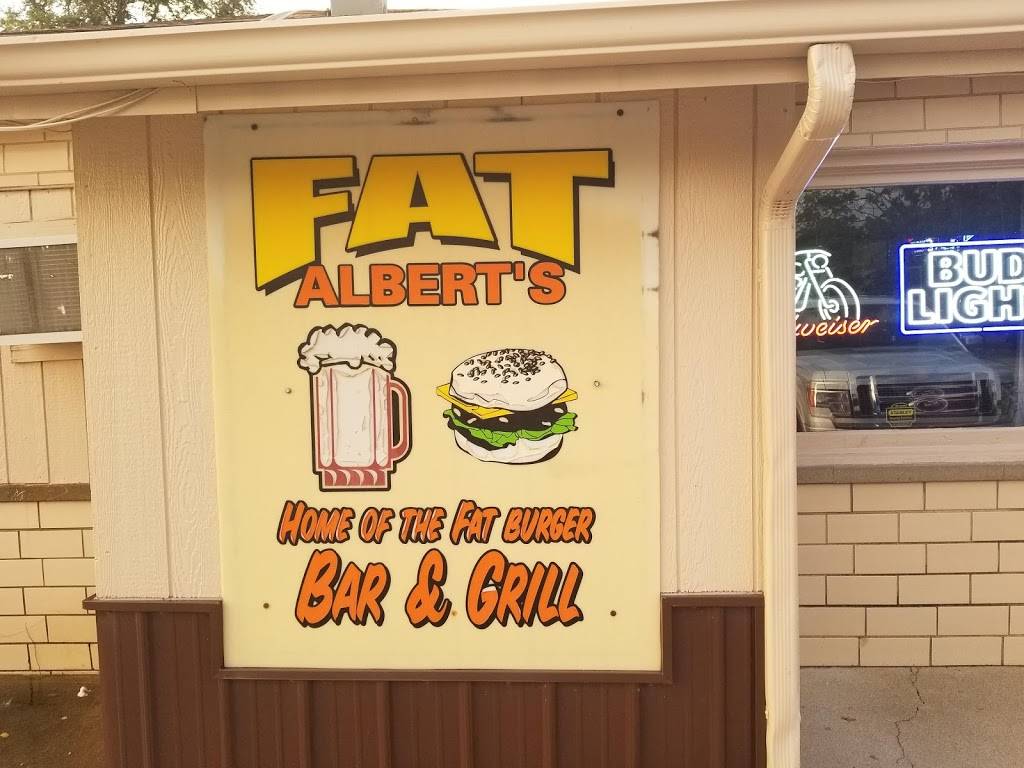 FAT
ALBERT'S
HOME OF THE FAT BURGER
BAR & GRILL
weiser
BUD
LIGH